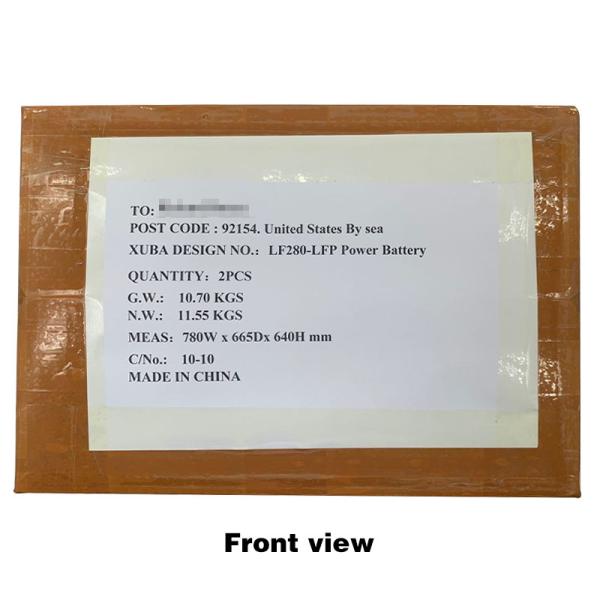 TO:
POST CODE : 92154. United States By sea
XUBA DESIGN NO.: LF280-LFP Power Battery
QUANTITY: 2PCS
G.W.: 10.70 KGS
N.W.: 11.55 KGS
MEAS: 780W x 665Dx 640H mm
C/No.: 10-10
MADE IN CHINA
Front view